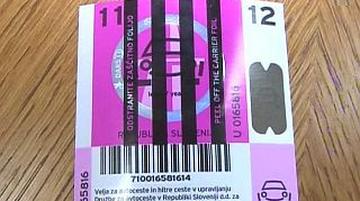 11
12
ODSTRANITE ZAŠČITNO FOLIJO
PEEL OFF THE CARRIER FOIL
U 0165816
REPUBLIKA SLOVENIJA
710016581614
Velja za avtoceste in hitre ceste v upravljanju
Družbe za avtoceste v Republiki Sloveniji d.d. za
65816